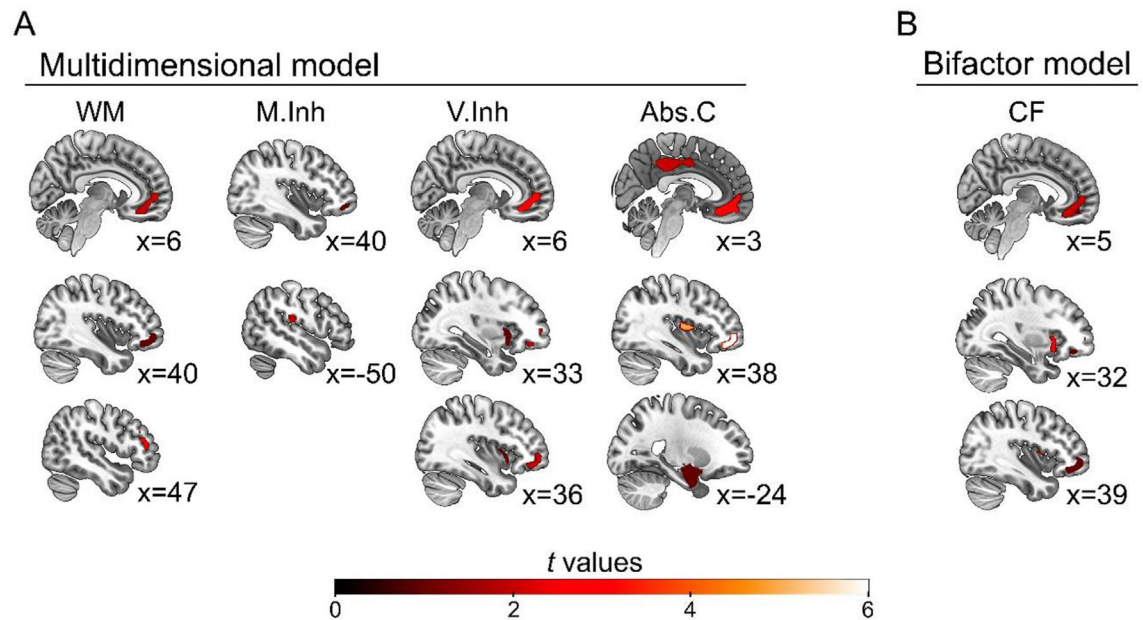 A
B
Multidimensional model
Bifactor model
WM
M.Inh
V.Inh
Abs.C
CF
x=6
x=40
x=6
x=3
x=5
x=40
x=-50
x=33
x=38
x=32
x=47
x=36
x=-24
x=39
t values
0
2
4
6